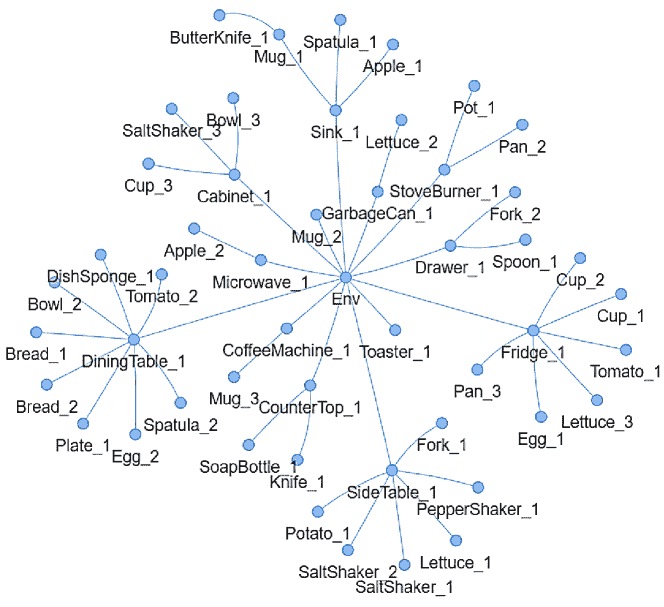 ButterKnife_1
Mug_1
Spatula_1
Apple_1
SaltShaker_3
Bowl_3
Sink_1
Lettuce_2
Pot_1
Pan_2
Cup_3
Cabinet_1
StoveBurner_1
GarbageCan_1
Fork_2
Mug_2
Apple_2
Microwave_1
Drawer_1
Spoon_1
DishSponge_1
Tomato_2
Bowl_2
Env
Cup_2
Cup_1
Bread_1
DiningTable_1
CoffeeMachine_1
Toaster_1
Fridge_1
Tomato_1
Bread_2
Mug_3
CounterTop_1
Pan_3
Lettuce_3
Plate_1
Egg_2
Spatula_2
SoapBottle_1
Knife_1
Fork_1
Egg_1
SideTable_1
PepperShaker_1
Potato_1
SaltShaker_2
Lettuce_1
SaltShaker_1